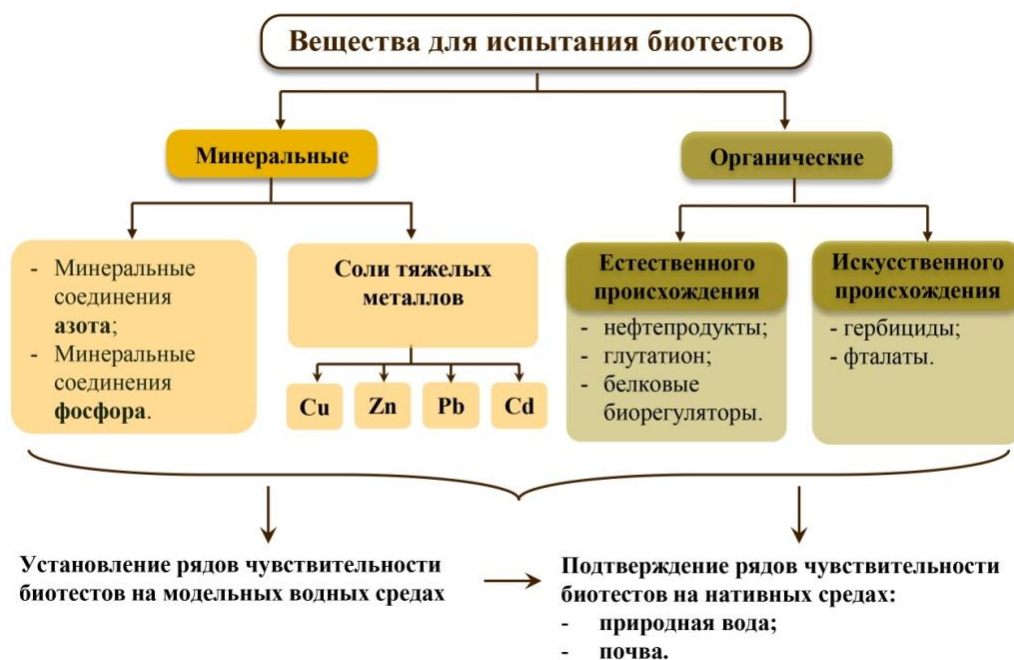 Вещества для испытания биотестов
Минеральные
Органические
- Минеральные
соединения
азота;
- Минеральные
соединения
фосфора.
Соли тяжелых
металлов
Cu
Zn
Pb
Cd
Естественного
происхождения
- нефтепродукты;
- глутатион;
- белковые
биорегуляторы.
Искусственного
происхождения
- гербициды;
- фталаты.
Установление рядов чувствительности
биотестов на модельных водных средах
Подтверждение рядов чувствительности
биотестов на нативных средах:
- природная вода;
- почва.